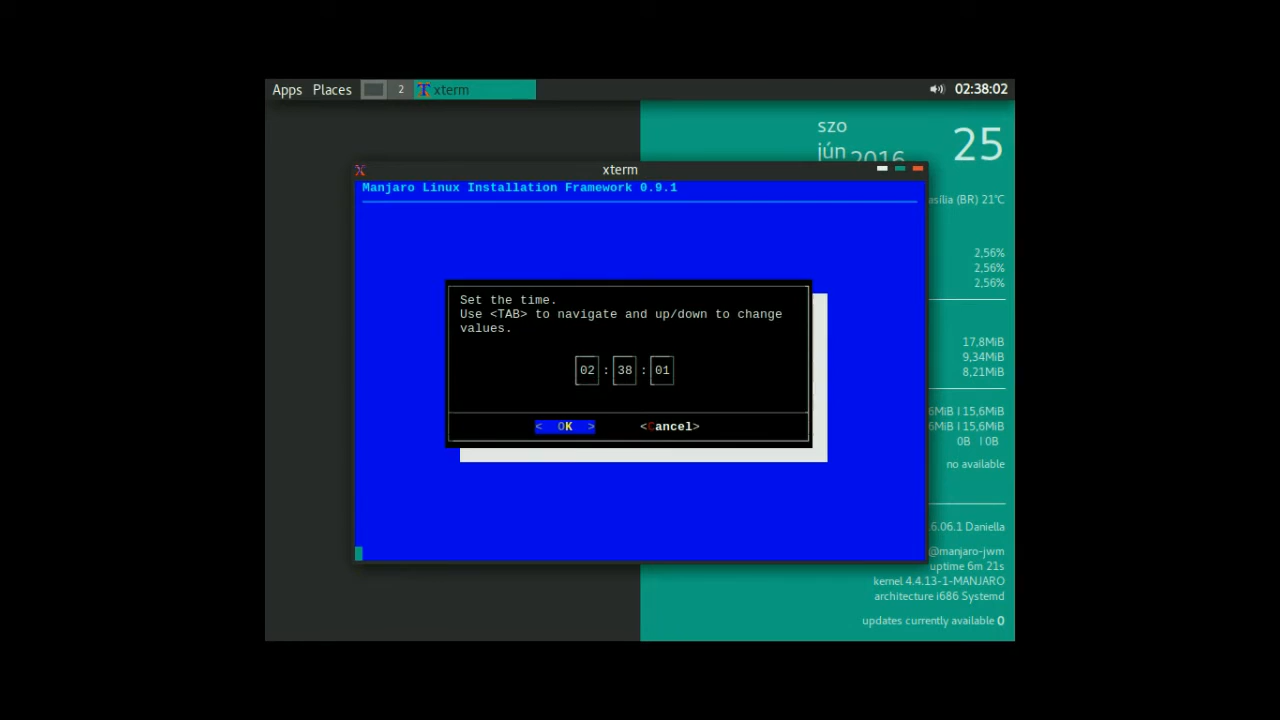 Apps Places 2 xterm 02:38:02
szo
jún 2016 25
asília (BR) 21°C
xterm
Manjaro Linux Installation Framework 0.9.1
2,56%
2,56%
2,56%
Set the time.
Use <TAB> to navigate and up/down to change
values.
02 : 38 : 01
< OK > <Cancel>
17,8MiB
9,34MiB
8,21MiB
6MiB | 15,6MiB
6MiB | 15,6MiB
0B | 0B
no available
6.06.1 Daniella
@manjaro-jwm
uptime 6m 21s
kernel 4.4.13-1-MANJARO
architecture i686 Systemd
updates currently available 0